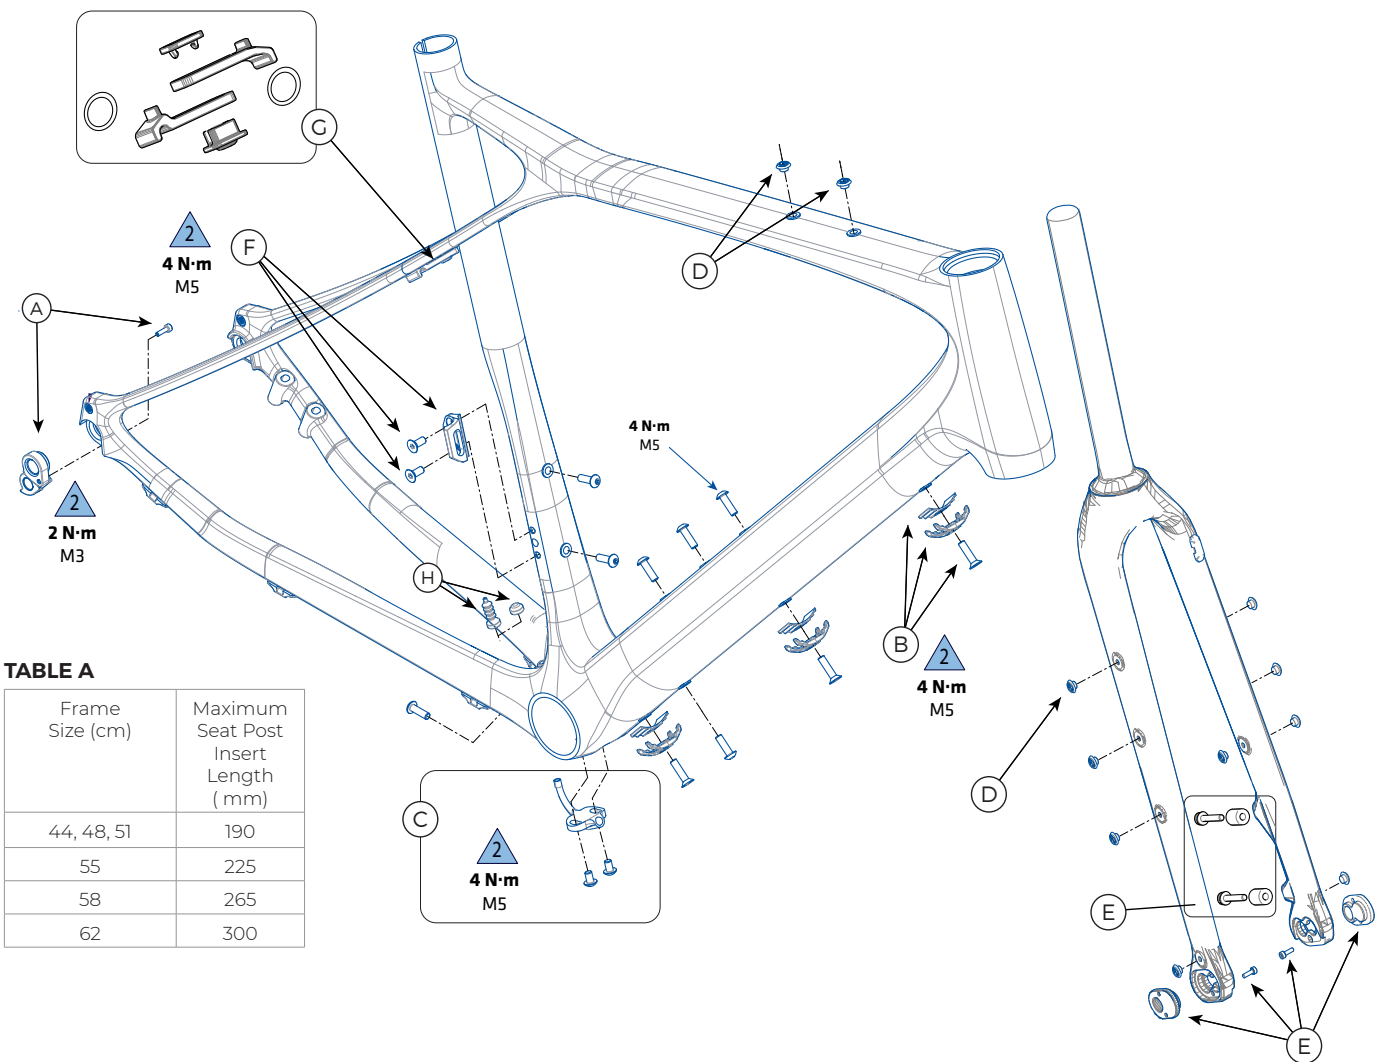 G
2
4 N·m
M5
F
D
A
4 N·m
M5
2
2 N·m
M3
H
B
2
4 N·m
M5
TABLE A
Frame
Size (cm)
Maximum
Seat Post
Insert
Length
( mm)
44, 48, 51
190
55
225
58
265
62
300
C
2
4 N·m
M5
D
E
E